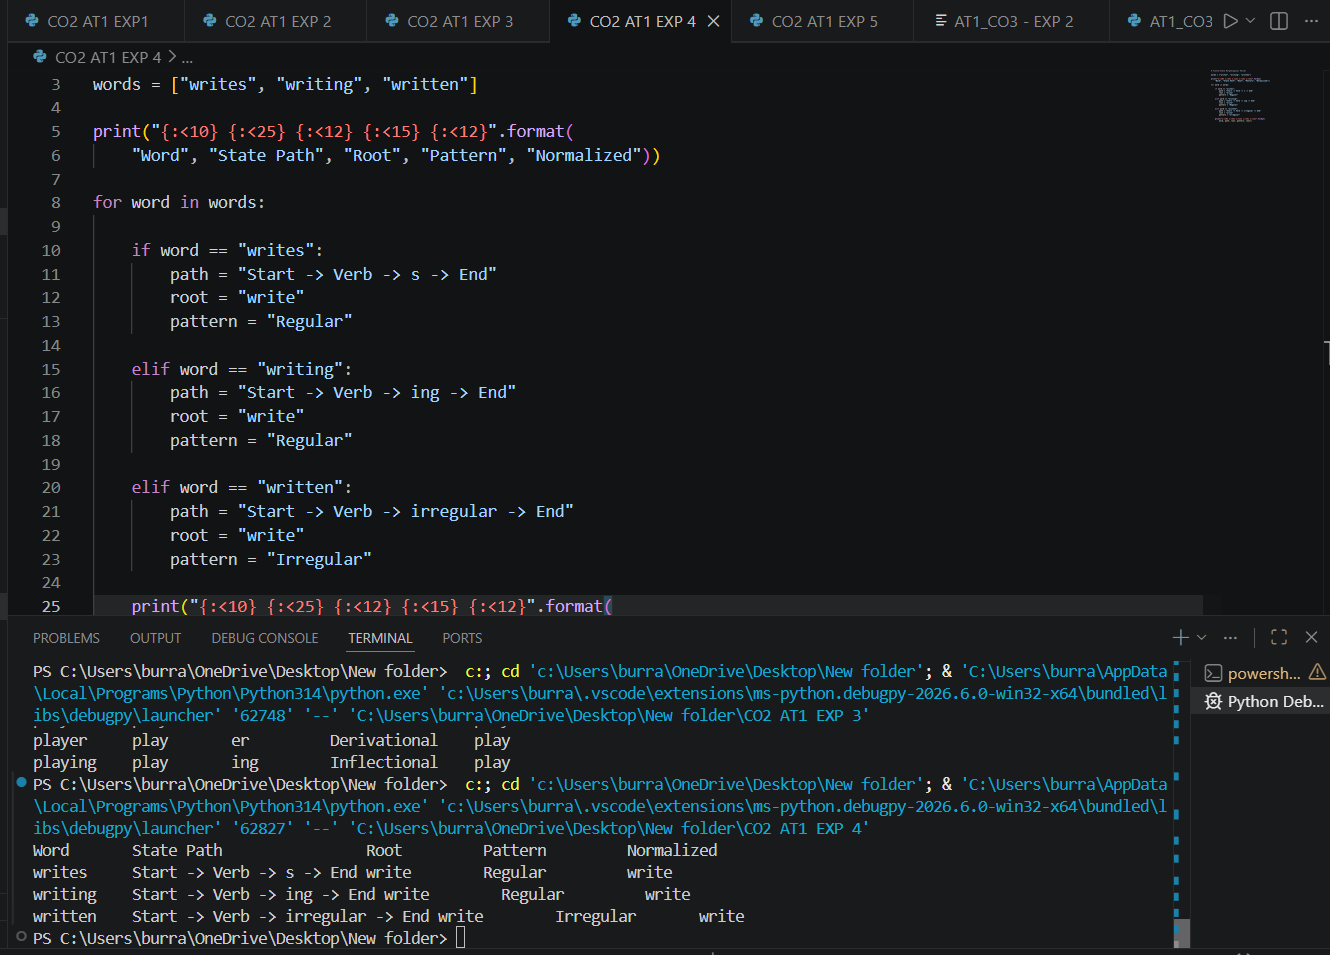 CO2 AT1 EXP1
CO2 AT1 EXP 2
CO2 AT1 EXP 3
CO2 AT1 EXP 4
CO2 AT1 EXP 5
AT1_CO3 - EXP 2
AT1_CO3
CO2 AT1 EXP 4 > ...
3 words = ["writes", "writing", "written"]
4
5 print("{:<10} {:<25} {:<12} {:<15} {:<12}".format(
6 "Word", "State Path", "Root", "Pattern", "Normalized"))
7
8 for word in words:
9
10 if word == "writes":
11 path = "Start -> Verb -> s -> End"
12 root = "write"
13 pattern = "Regular"
14
15 elif word == "writing":
16 path = "Start -> Verb -> ing -> End"
17 root = "write"
18 pattern = "Regular"
19
20 elif word == "written":
21 path = "Start -> Verb -> irregular -> End"
22 root = "write"
23 pattern = "Irregular"
24
25 print("{:<10} {:<25} {:<12} {:<15} {:<12}".format(
PROBLEMS OUTPUT DEBUG CONSOLE TERMINAL PORTS
PS C:\Users\burra\OneDrive\Desktop\New folder> c:; cd 'c:\Users\burra\OneDrive\Desktop\New folder'; & 'C:\Users\burra\AppData
\Local\Programs\Python\Python314\python.exe' 'c:\Users\burra\.vscode\extensions\ms-python.debugpy-2026.6.0-win32-x64\bundled\l
ibs\debugpy\launcher' '62748' '--' 'C:\Users\burra\OneDrive\Desktop\New folder\CO2 AT1 EXP 3'
player play er Derivational play
playing play ing Inflectional play
PS C:\Users\burra\OneDrive\Desktop\New folder> c:; cd 'c:\Users\burra\OneDrive\Desktop\New folder'; & 'C:\Users\burra\AppData
\Local\Programs\Python\Python314\python.exe' 'c:\Users\burra\.vscode\extensions\ms-python.debugpy-2026.6.0-win32-x64\bundled\l
ibs\debugpy\launcher' '62827' '--' 'C:\Users\burra\OneDrive\Desktop\New folder\CO2 AT1 EXP 4'
Word State Path Root Pattern Normalized
writes Start -> Verb -> s -> End write Regular write
writing Start -> Verb -> ing -> End write Regular write
written Start -> Verb -> irregular -> End write Irregular write
PS C:\Users\burra\OneDrive\Desktop\New folder>
powersh...
Python Deb...